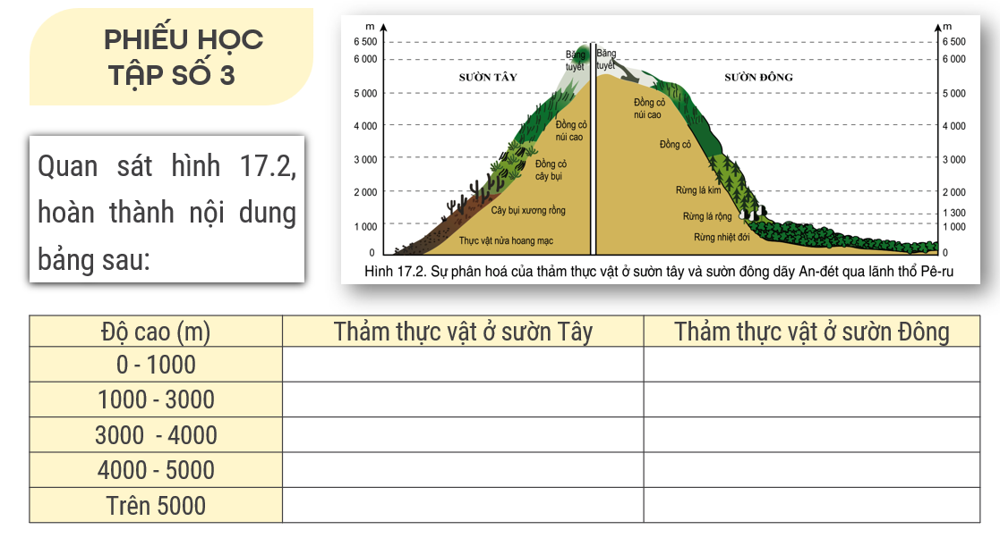 PHIẾU HỌC
TẬP SỐ 3
Quan sát hình 17.2,
hoàn thành nội dung
bảng sau:
m
m
6 500
6 500
6 000
6 000
5 000
5 000
4 000
4 000
3 000
3 000
2 000
2 000
1 300
1 000
1 000
0
0
SƯỜN TÂY
SƯỜN ĐÔNG
Băng
tuyết
Băng
tuyết
Đồng cỏ
núi cao
Đồng cỏ
cây bụi
Cây bụi xương rồng
Thực vật nửa hoang mạc
Đồng cỏ
núi cao
Đồng cỏ
Rừng lá kim
Rừng lá rộng
Rừng nhiệt đới
Hình 17.2. Sự phân hoá của thảm thực vật ở sườn tây và sườn đông dãy An-đét qua lãnh thổ Pê-ru
Độ cao (m) Thảm thực vật ở sườn Tây Thảm thực vật ở sườn Đông
0 - 1000
1000 - 3000
3000 - 4000
4000 - 5000
Trên 5000